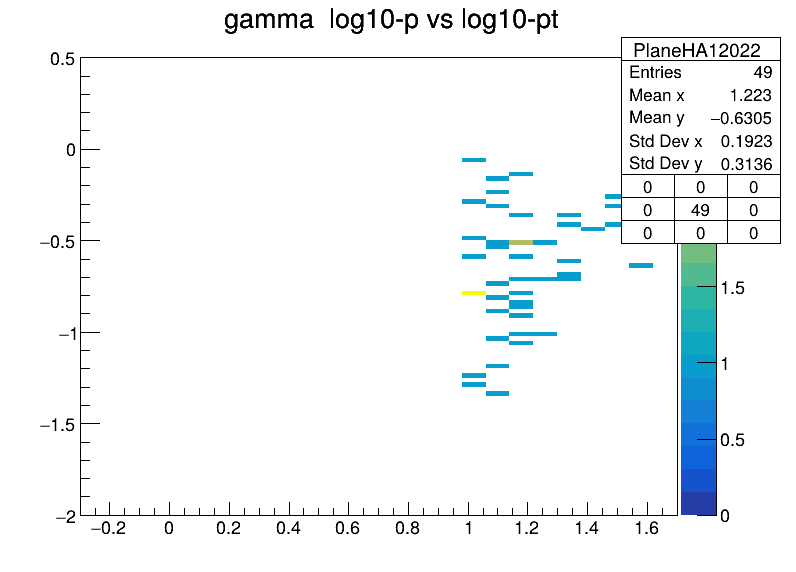 gamma  log10-p vs log10-pt
PlaneHA12022
Entries 49
Mean x 1.223
Mean y −0.6305
Std Dev x 0.1923
Std Dev y 0.3136
0 0 0
0 49 0
0 0 0
0.5
0
−0.5
−1
−1.5
−2
−0.2 0 0.2 0.4 0.6 0.8 1 1.2 1.4 1.6
1.5
1
0.5
0